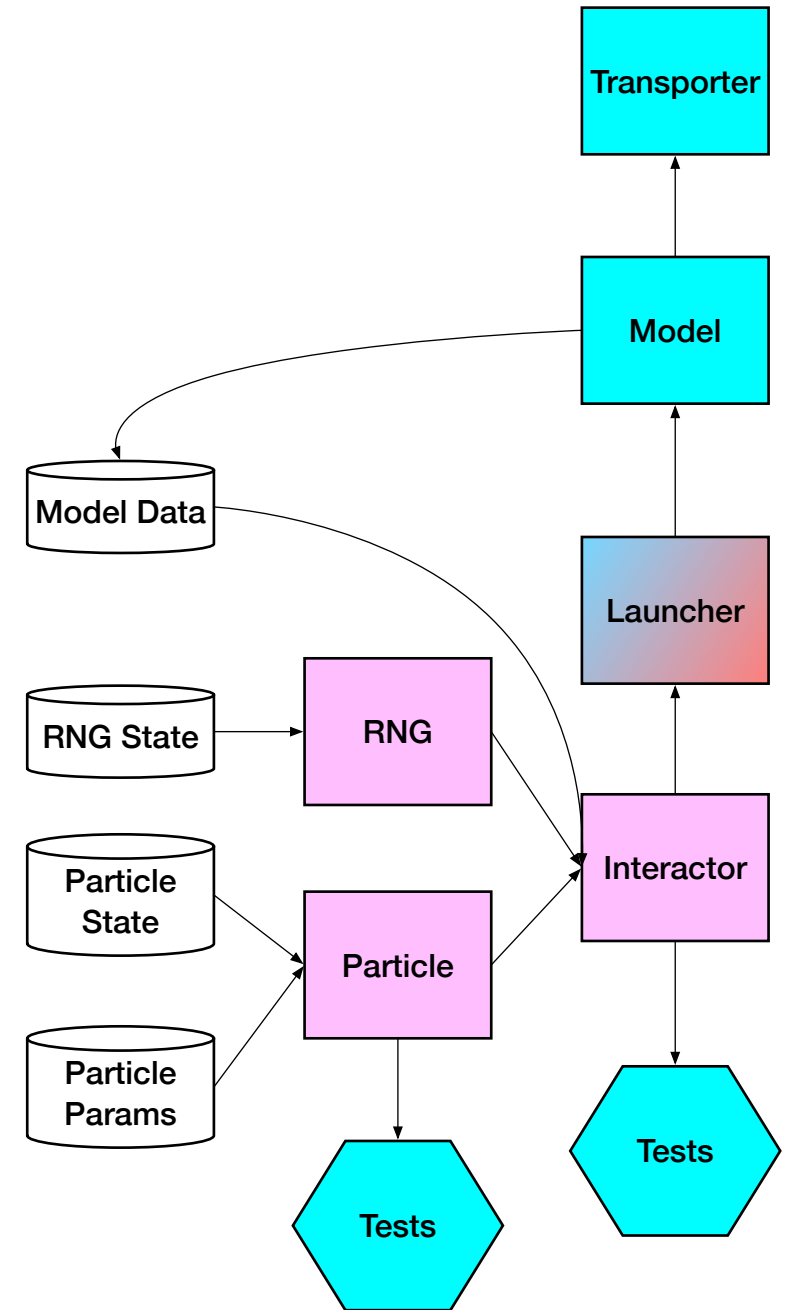 Transporter
Model
Model Data
Launcher
RNG State
RNG
Particle
State
Interactor
Particle
Particle
Params
Tests
Tests